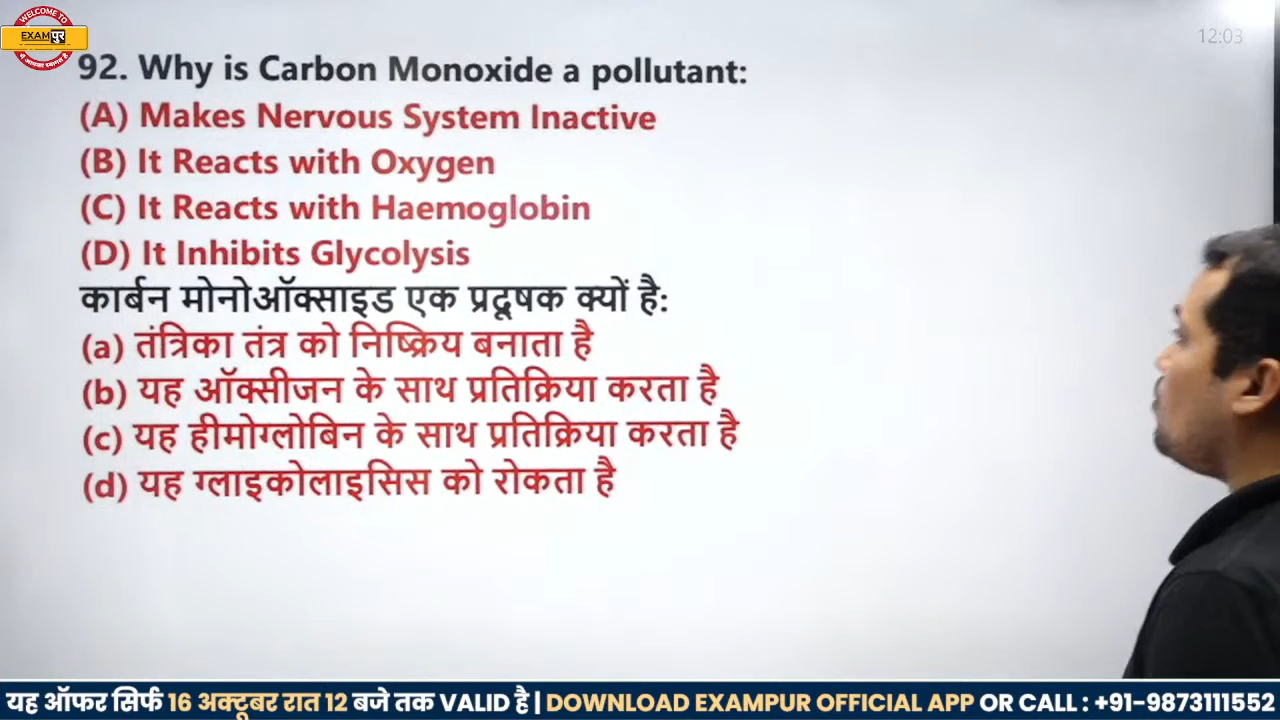 WELCOME TO
EXAMपुर
12:03
92. Why is Carbon Monoxide a pollutant:
(A) Makes Nervous System Inactive
(B) It Reacts with Oxygen
(C) It Reacts with Haemoglobin
(D) It Inhibits Glycolysis
कार्बन मोनोऑक्साइड एक प्रदूषक क्यों है:
(a) तंत्रिका तंत्र को निष्क्रिय बनाता है
(b) यह ऑक्सीजन के साथ प्रतिक्रिया करता है
(c) यह हीमोग्लोबिन के साथ प्रतिक्रिया करता है
(d) यह ग्लाइकोलाइसिस को रोकता है
यह ऑफर सिर्फ 16 अक्टूबर रात 12 बजे तक VALID है | DOWNLOAD EXAMPUR OFFICIAL APP OR CALL : +91-9873111552